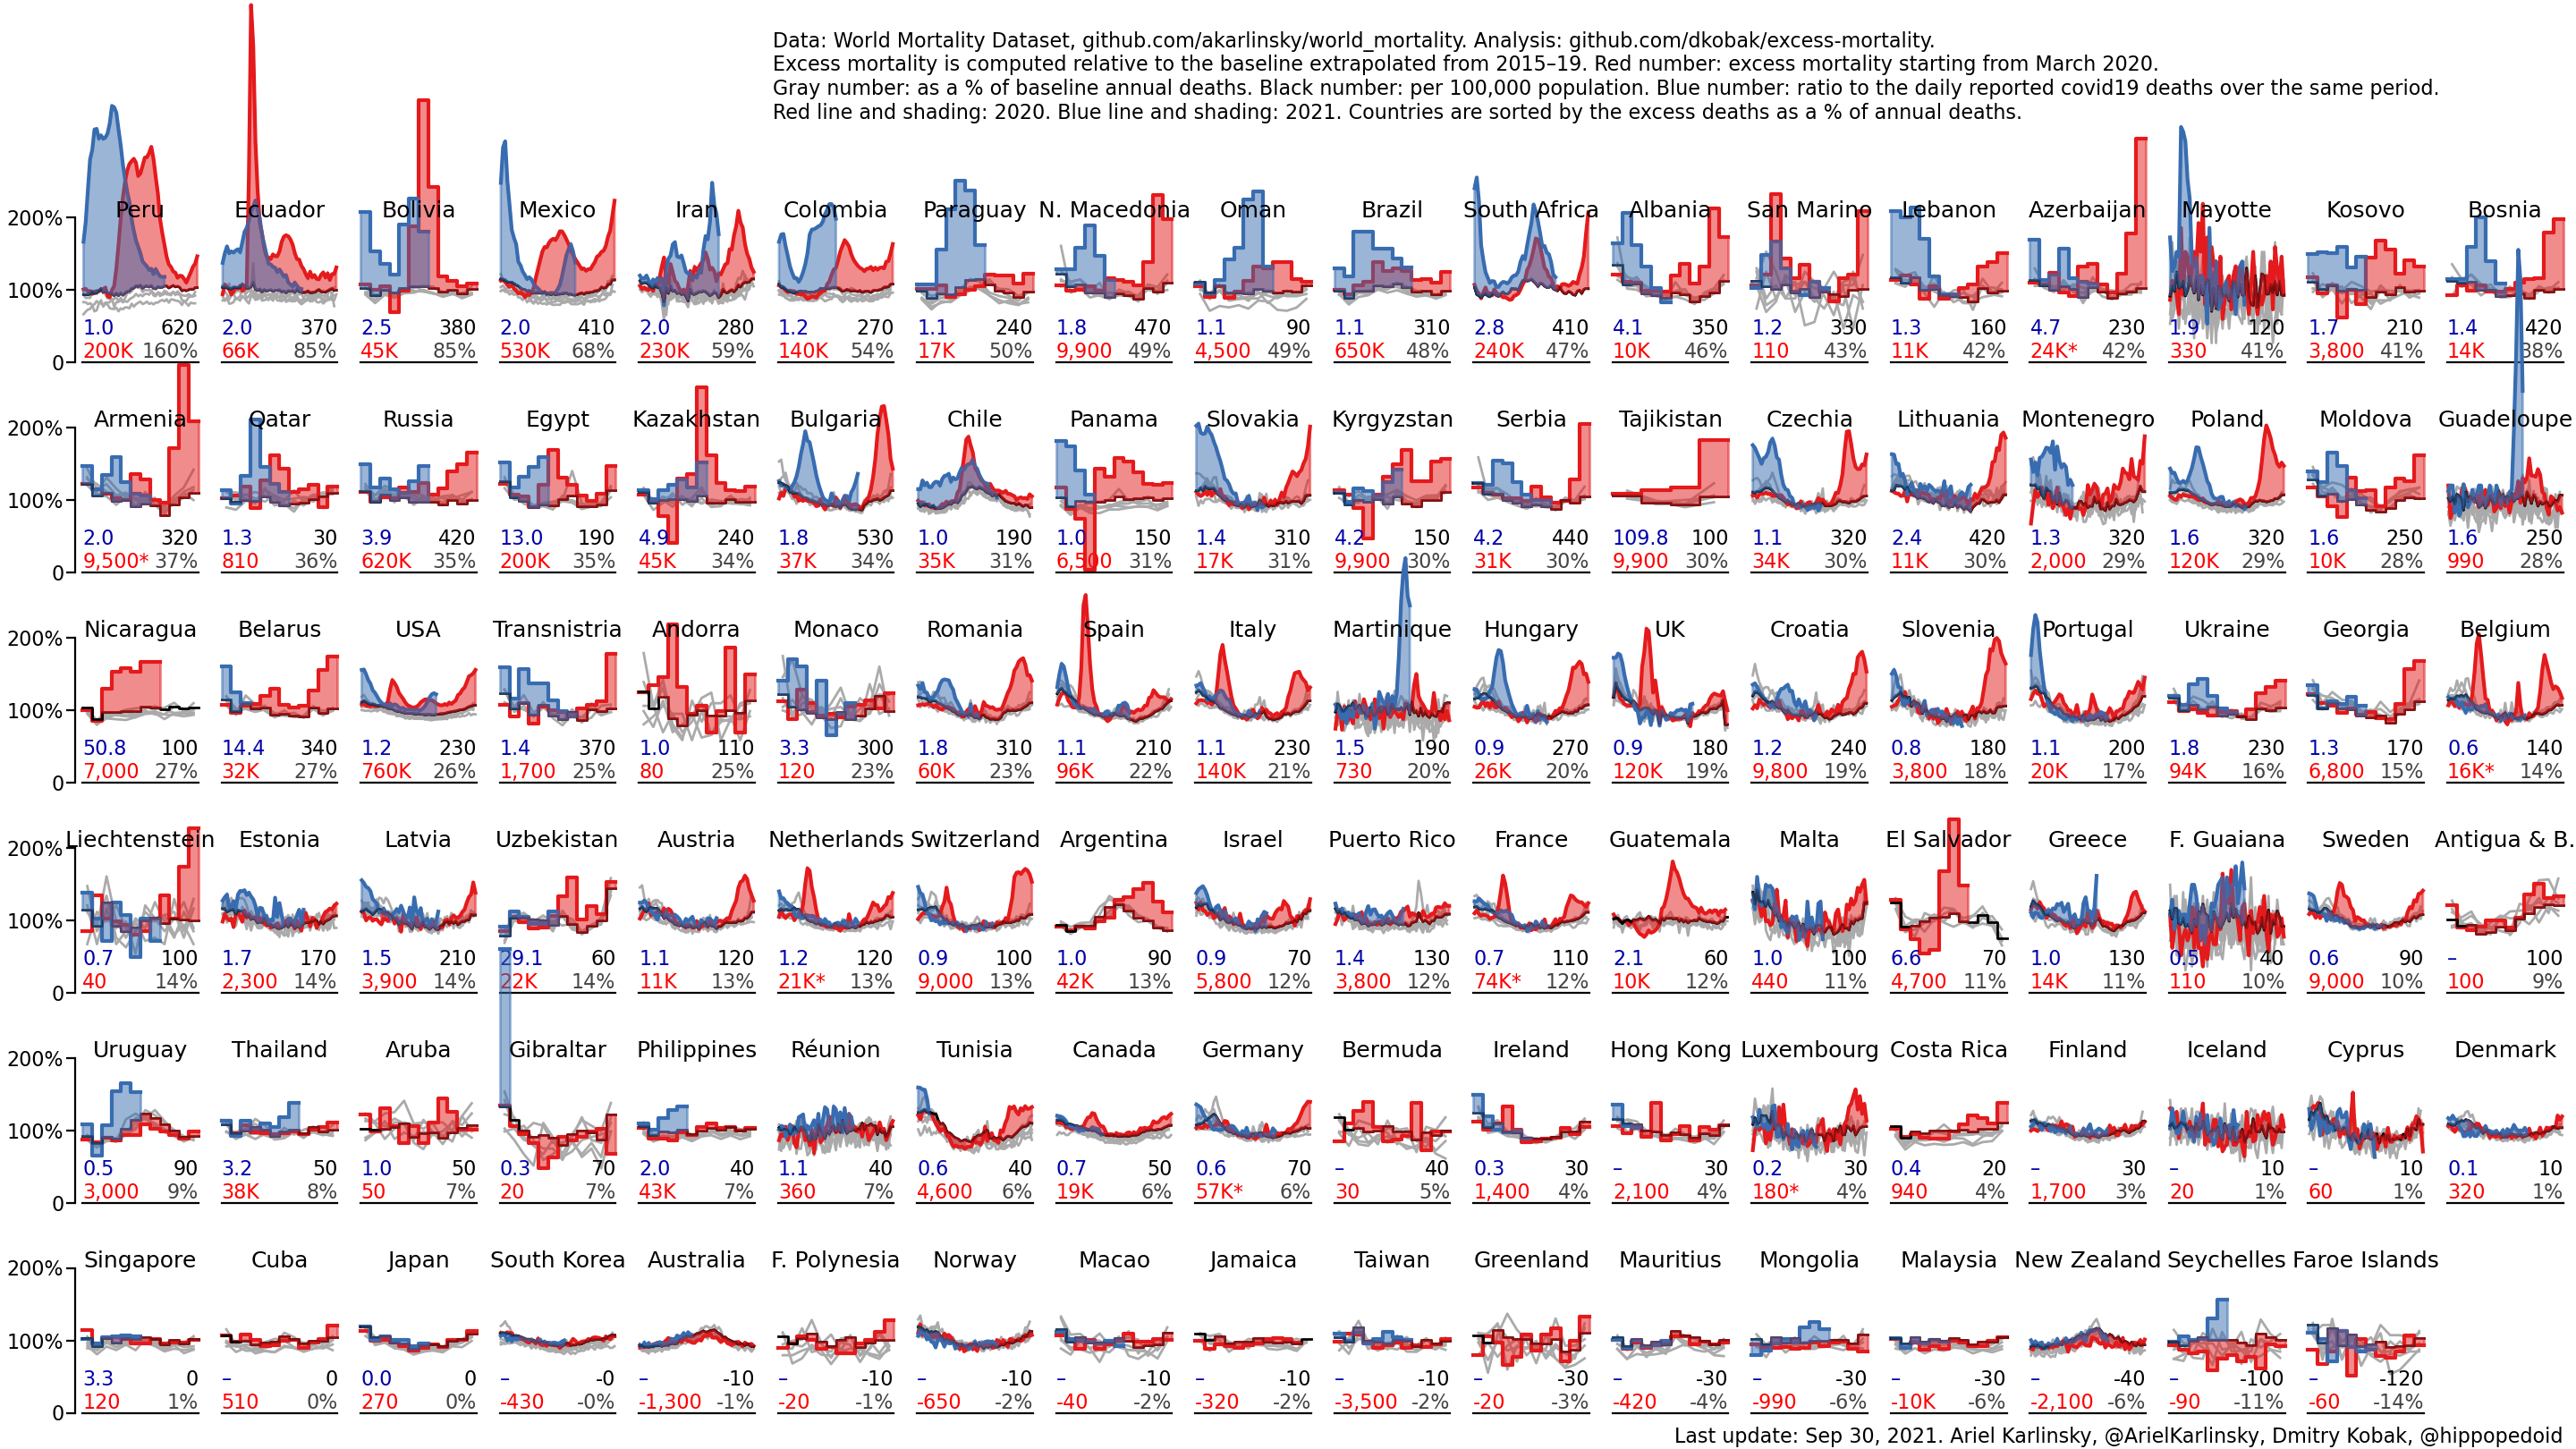 Data: World Mortality Dataset, github.com/akarlinsky/world_mortality. Analysis: github.com/dkobak/excess-mortality.
Excess mortality is computed relative to the baseline extrapolated from 2015–19. Red number: excess mortality starting from March 2020.
Gray number: as a % of baseline annual deaths. Black number: per 100,000 population. Blue number: ratio to the daily reported covid19 deaths over the same period.
Red line and shading: 2020. Blue line and shading: 2021. Countries are sorted by the excess deaths as a % of annual deaths.
200% Peru Ecuador Bolivia Mexico Iran Colombia Paraguay N. Macedonia Oman Brazil South Africa Albania San Marino Lebanon Azerbaijan Mayotte Kosovo Bosnia
100%
1.0 620 2.0 370 2.5 380 2.0 410 2.0 280 1.2 270 1.1 240 1.8 470 1.1 90 1.1 310 2.8 410 4.1 350 1.2 330 1.3 160 4.7 230 1.9 120 1.7 210 1.4 420
0 200K 160% 66K 85% 45K 85% 530K 68% 230K 59% 140K 54% 17K 50% 9,900 49% 4,500 49% 650K 48% 240K 47% 10K 46% 110 43% 11K 42% 24K* 42% 330 41% 3,800 41% 14K 38%
200% Armenia Qatar Russia Egypt Kazakhstan Bulgaria Chile Panama Slovakia Kyrgyzstan Serbia Tajikistan Czechia Lithuania Montenegro Poland Moldova Guadeloupe
100%
2.0 320 1.3 30 3.9 420 13.0 190 4.9 240 1.8 530 1.0 190 1.0 150 1.4 310 4.2 150 4.2 440 109.8 100 1.1 320 2.4 420 1.3 320 1.6 320 1.6 250 1.6 250
0 9,500* 37% 810 36% 620K 35% 200K 35% 45K 34% 37K 34% 35K 31% 6,500 31% 17K 31% 9,900 30% 31K 30% 9,900 30% 34K 30% 11K 30% 2,000 29% 120K 29% 10K 28% 990 28%
200% Nicaragua Belarus USA Transnistria Andorra Monaco Romania Spain Italy Martinique Hungary UK Croatia Slovenia Portugal Ukraine Georgia Belgium
100%
50.8 100 14.4 340 1.2 230 1.4 370 1.0 110 3.3 300 1.8 310 1.1 210 1.1 230 1.5 190 0.9 270 0.9 180 1.2 240 0.8 180 1.1 200 1.8 230 1.3 170 0.6 140
0 7,000 27% 32K 27% 760K 26% 1,700 25% 80 25% 120 23% 60K 23% 96K 22% 140K 21% 730 20% 26K 20% 120K 19% 9,800 19% 3,800 18% 20K 17% 94K 16% 6,800 15% 16K* 14%
200% Liechtenstein Estonia Latvia Uzbekistan Austria Netherlands Switzerland Argentina Israel Puerto Rico France Guatemala Malta El Salvador Greece F. Guaiana Sweden Antigua & B.
100%
0.7 100 1.7 170 1.5 210 29.1 60 1.1 120 1.2 120 0.9 100 1.0 90 0.9 70 1.4 130 0.7 110 2.1 60 1.0 100 6.6 70 1.0 130 0.5 40 0.6 90 – 100
0 40 14% 2,300 14% 3,900 14% 22K 14% 11K 13% 21K* 13% 9,000 13% 42K 13% 5,800 12% 3,800 12% 74K* 12% 10K 12% 440 11% 4,700 11% 14K 11% 110 10% 9,000 10% 100 9%
200% Uruguay Thailand Aruba Gibraltar Philippines Réunion Tunisia Canada Germany Bermuda Ireland Hong Kong Luxembourg Costa Rica Finland Iceland Cyprus Denmark
100%
0.5 90 3.2 50 1.0 50 0.3 70 2.0 40 1.1 40 0.6 40 0.7 50 0.6 70 – 40 0.3 30 – 30 0.2 30 0.4 20 – 30 – 10 – 10 0.1 10
0 3,000 9% 38K 8% 50 7% 20 7% 43K 7% 360 7% 4,600 6% 19K 6% 57K* 6% 30 5% 1,400 4% 2,100 4% 180* 4% 940 4% 1,700 3% 20 1% 60 1% 320 1%
200% Singapore Cuba Japan South Korea Australia F. Polynesia Norway Macao Jamaica Taiwan Greenland Mauritius Mongolia Malaysia New Zealand Seychelles Faroe Islands
100%
3.3 0 – 0 0.0 0 – -0 – -10 – -10 – -10 – -10 – -10 – -10 – -30 – -30 – -30 – -30 – -40 – -100 – -120
0 120 1% 510 0% 270 0% -430 -0% -1,300 -1% -20 -1% -650 -2% -40 -2% -320 -2% -3,500 -2% -20 -3% -420 -4% -990 -6% -10K -6% -2,100 -6% -90 -11% -60 -14%
Last update: Sep 30, 2021. Ariel Karlinsky, @ArielKarlinsky, Dmitry Kobak, @hippopedoid